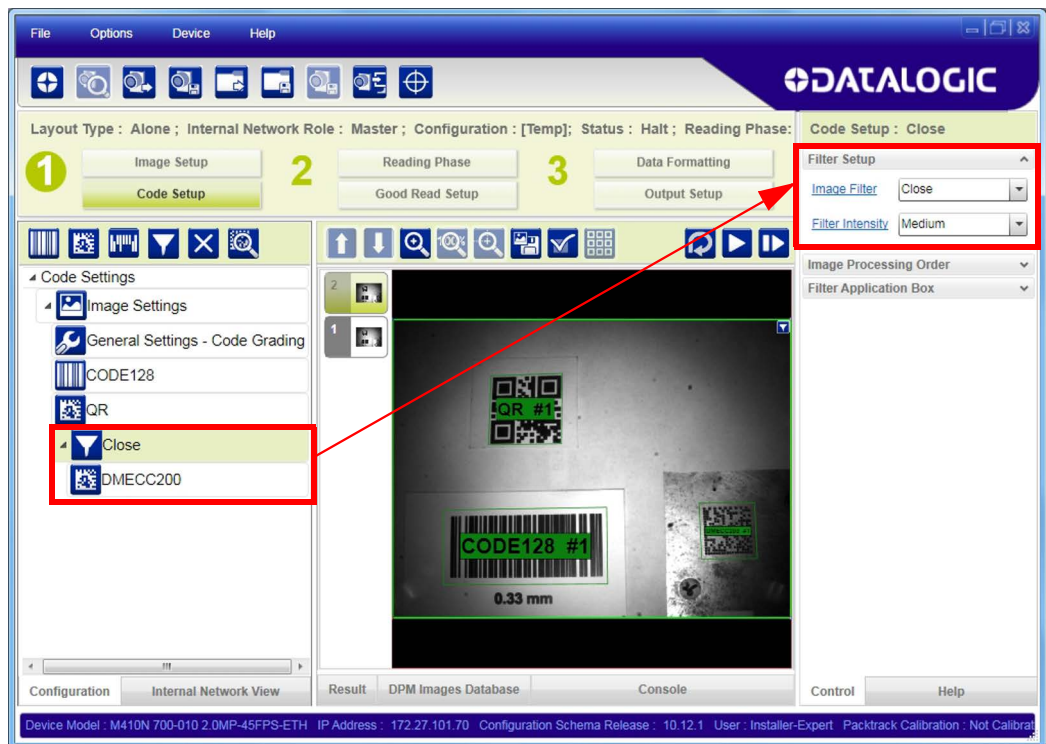 File Options Device Help
DATALOGIC
Layout Type : Alone ; Internal Network Role : Master ; Configuration : [Temp]; Status : Halt ; Reading Phase:
Code Setup : Close
1 Image Setup
Code Setup
2 Reading Phase
Good Read Setup
3 Data Formatting
Output Setup
Filter Setup
Image Filter Close
Filter Intensity Medium
Image Processing Order
Filter Application Box
100%
Code Settings
Image Settings
General Settings - Code Grading
CODE128
QR
Close
DMECC200
2
1
QR #1
CODE128 #1
DMECC200 #1
0.33 mm
Configuration Internal Network View
Result DPM Images Database Console
Control Help
Device Model : M410N 700-010 2.0MP-45FPS-ETH IP Address : 172.27.101.70 Configuration Schema Release : 10.12.1 User : Installer-Expert Packtrack Calibration : Not Calibrat